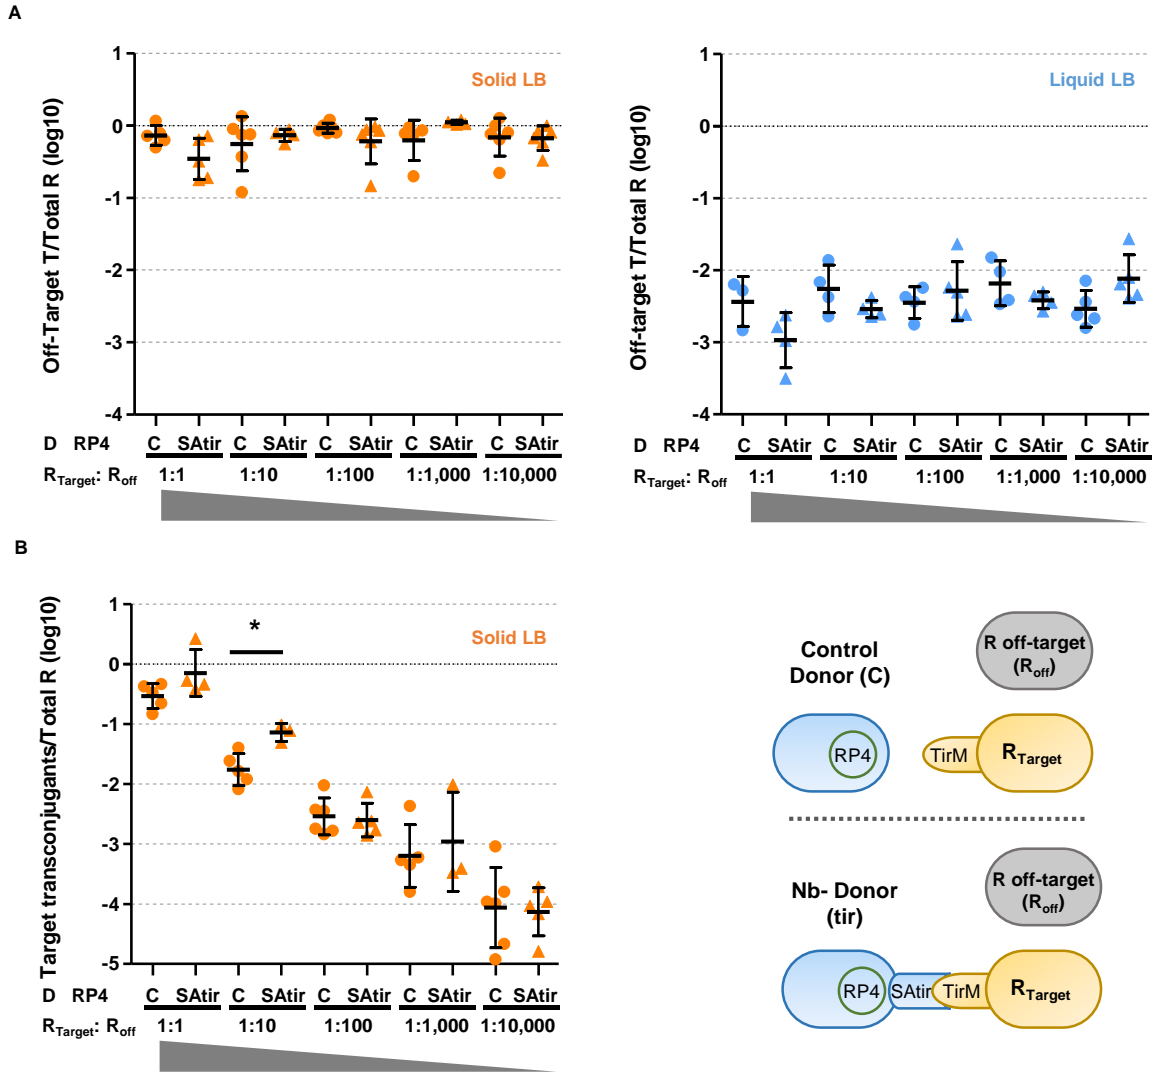 A
Off-Target T/Total R (log10)
1
0
-1
-2
-3
-4
Solid LB
D RP4 C SAtir C SAtir C SAtir C SAtir C SAtir
RTarget: Roff 1:1 1:10 1:100 1:1,000 1:10,000
Off-target T/Total R (log10)
1
0
-1
-2
-3
-4
Liquid LB
D RP4 C SAtir C SAtir C SAtir C SAtir C SAtir
RTarget: Roff 1:1 1:10 1:100 1:1,000 1:10,000
B
Target transconjugants/Total R (log10)
1
0
-1
-2
-3
-4
-5
*
Solid LB
D RP4 C SAtir C SAtir C SAtir C SAtir C SAtir
RTarget: Roff 1:1 1:10 1:100 1:1,000 1:10,000
Control
Donor (C)
R off-target
(Roff)
RP4
TirM
RTarget
Nb- Donor
(tir)
R off-target
(Roff)
RP4
SAtir
TirM
RTarget